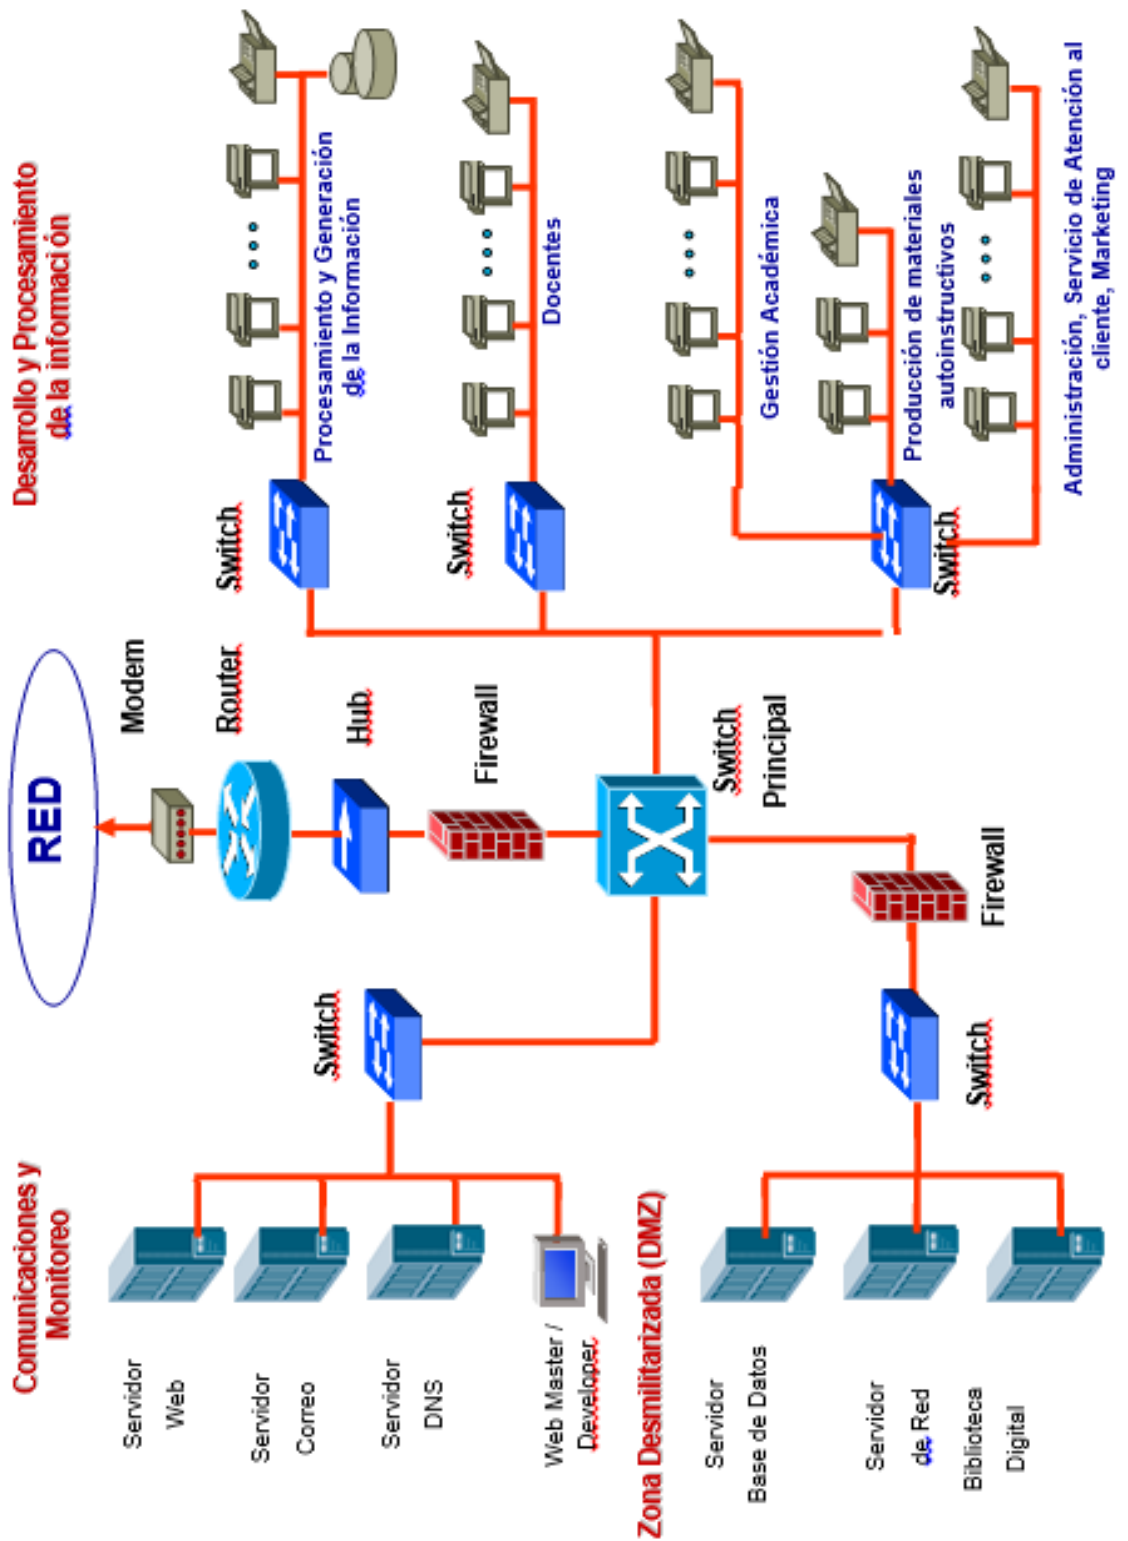 Comunicaciones y
Monitoreo
Servidor
Web
Servidor
Correo
Servidor
DNS
Web Master /
Developer
Switch
RED
Modem
Router
Hub
Firewall
Switch
Principal
Desarrollo y Procesamiento
de la información
Switch
Procesamiento y Generación
de la Información
Switch
Docentes
Gestión Académica
Switch
Producción de materiales
autoinstructivos
Administración, Servicio de Atención al
cliente, Marketing
Zona Desmilitarizada (DMZ)
Servidor
Base de Datos
Servidor
de Red
Biblioteca
Digital
Switch
Firewall